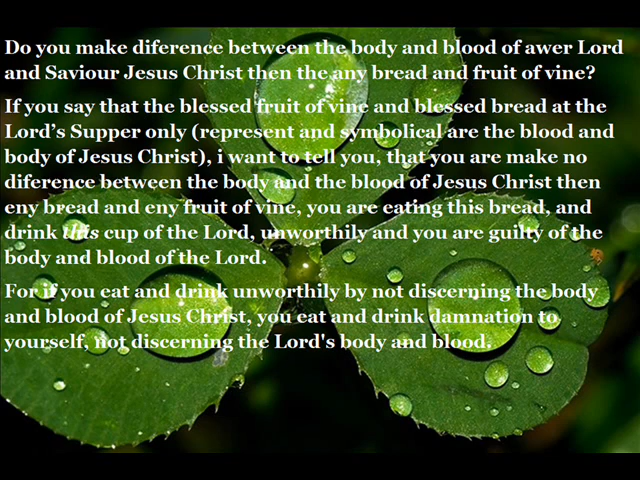 Do you make diference between the body and blood of awer Lord
and Saviour Jesus Christ then the any bread and fruit of vine?
If you say that the blessed fruit of vine and blessed bread at the
Lord’s Supper only (represent and symbolical are the blood and
body of Jesus Christ), i want to tell you, that you are make no
diference between the body and the blood of Jesus Christ then
eny bread and eny fruit of vine, you are eating this bread, and
drink this cup of the Lord, unworthily and you are guilty of the
body and blood of the Lord.
For if you eat and drink unworthily by not discerning the body
and blood of Jesus Christ, you eat and drink damnation to
yourself, not discerning the Lord's body and blood.